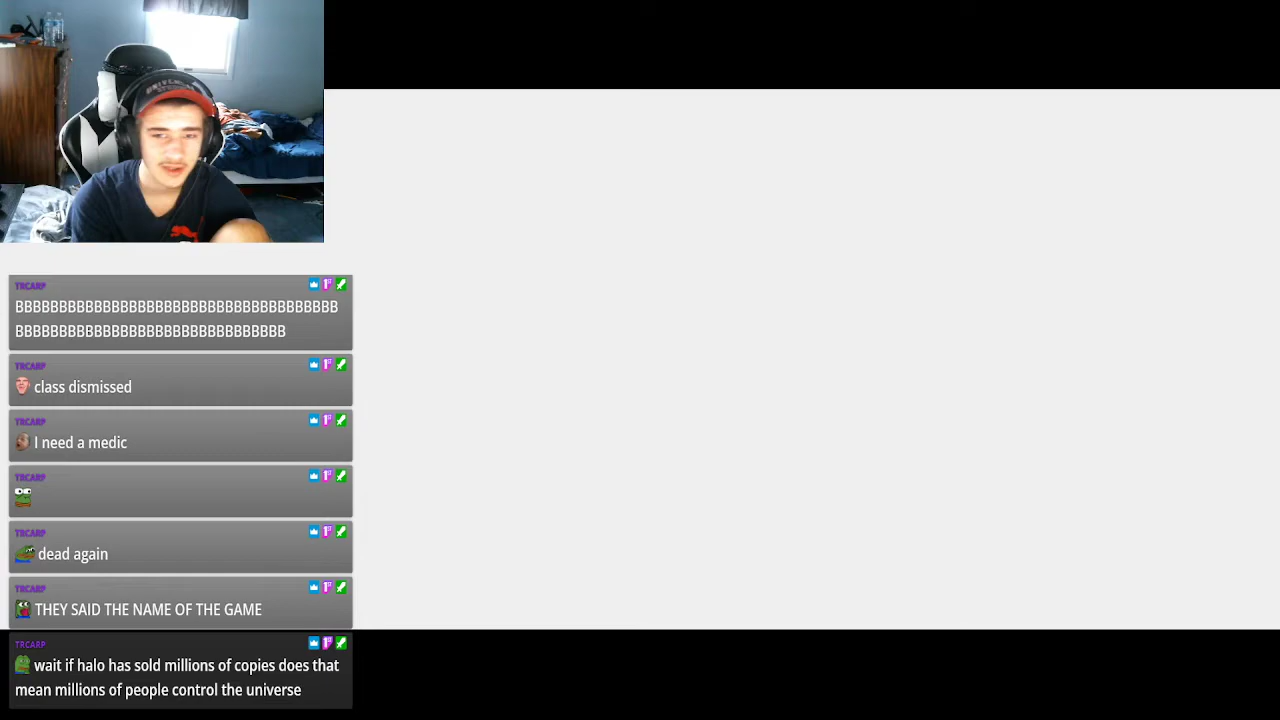 TRCARP
BBBBBBBBBBBBBBBBBBBBBBBBBBBBBBBBBBBBB
BBBBBBBBBBBBBBBBBBBBBBBBBBBBBBB
TRCARP
class dismissed
TRCARP
I need a medic
TRCARP
TRCARP
dead again
TRCARP
THEY SAID THE NAME OF THE GAME
TRCARP
wait if halo has sold millions of copies does that
mean millions of people control the universe